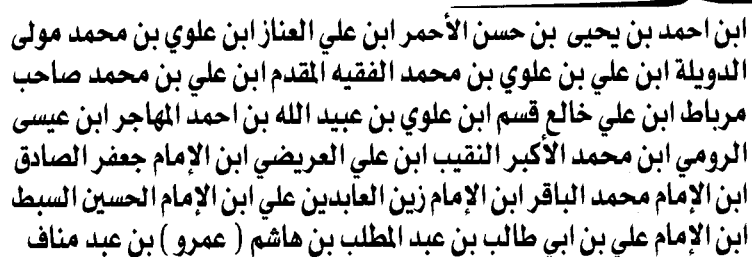 ابن احمد بن يحيى بن حسن الأحمر ابن علي العناز ابن علوي بن محمد مولى
الدويلة ابن علي بن علوي بن محمد الفقيه المقدم ابن علي بن محمد صاحب
مرباط ابن علي خالع قسم ابن علوي بن عبيد الله بن احمد المهاجر ابن عيسى
الرومي ابن محمد الأكبر النقيب ابن علي العريضي ابن الإمام جعفر الصادق
ابن الإمام محمد الباقر ابن الإمام زين العابدين علي ابن الإمام الحسين السبط
ابن الإمام علي بن ابي طالب بن عبد المطلب بن هاشم ( عمرو ) بن عبد مناف